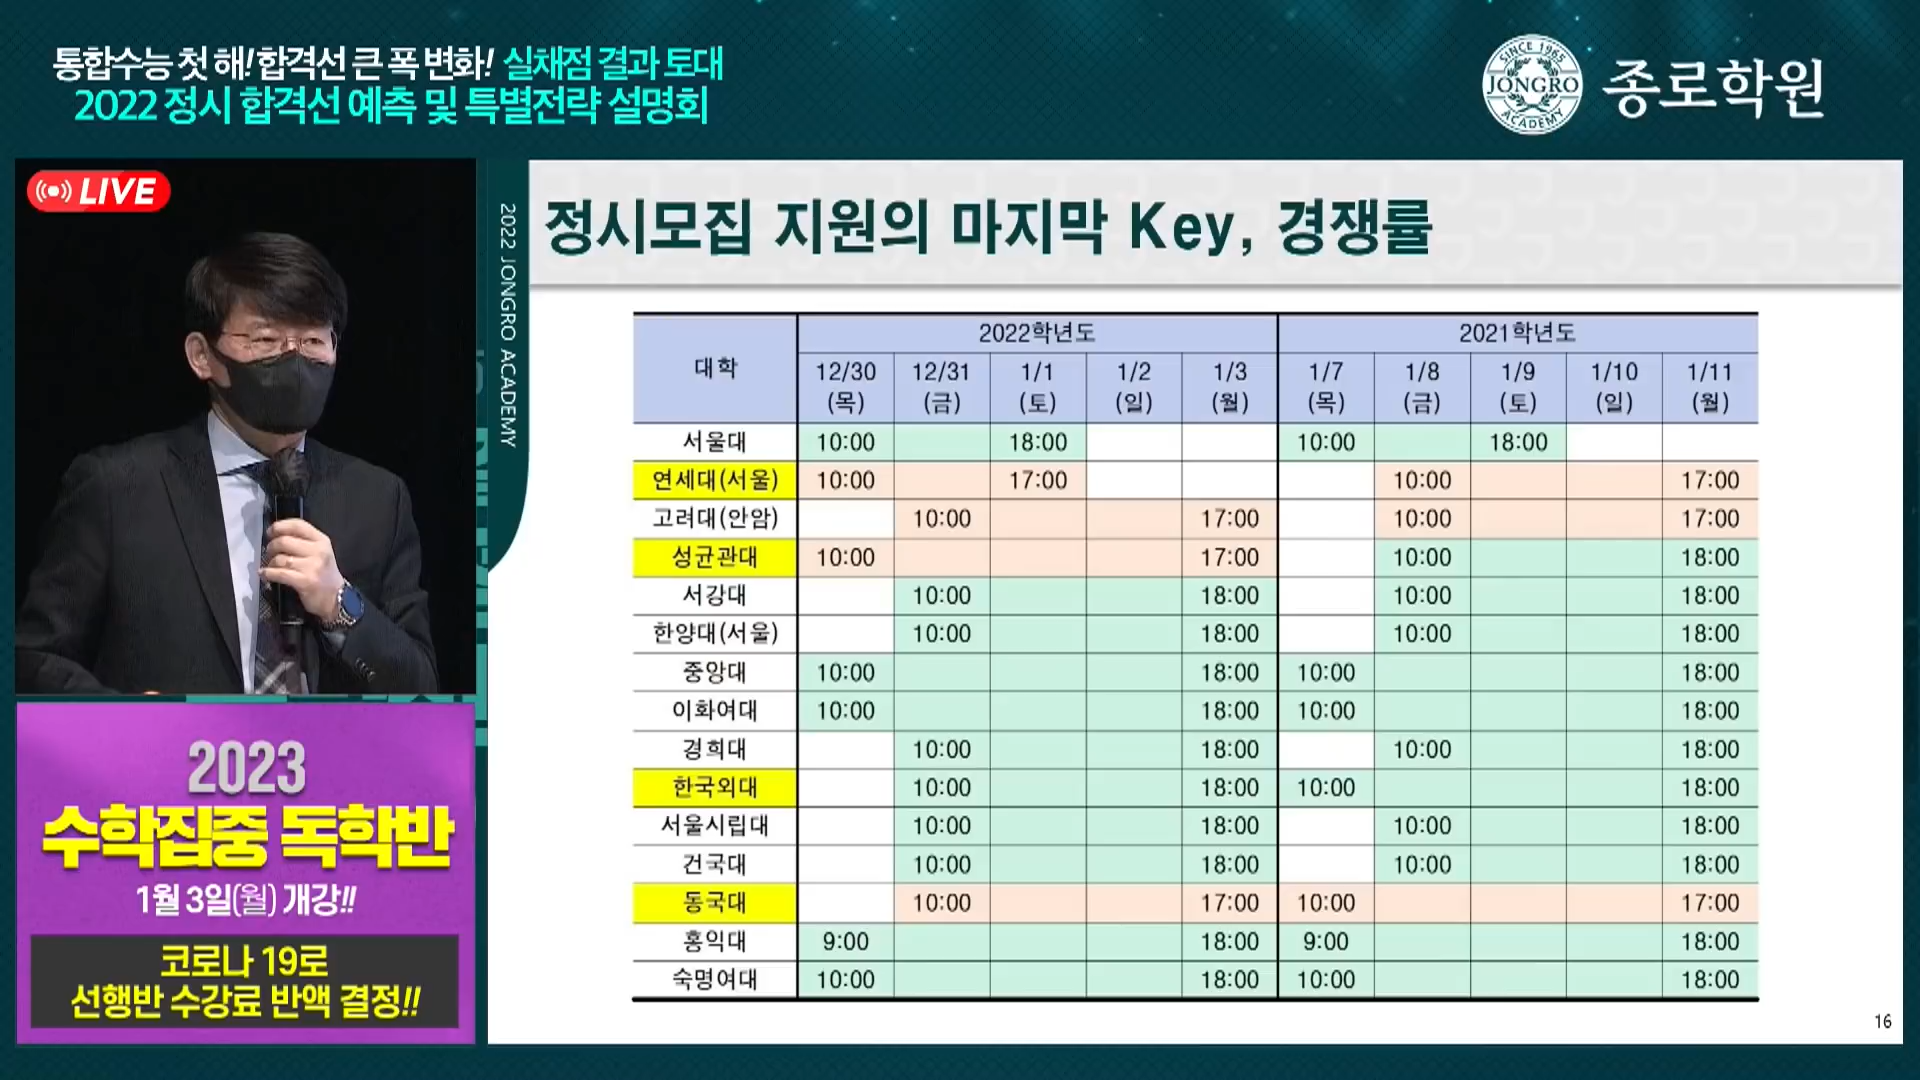 통합수능 첫 해! 합격선 큰 폭 변화! 실채점 결과 토대
2022 정시 합격선 예측 및 특별전략 설명회
SINCE 1965
JONGRO
ACADEMY
종로학원
LIVE
2022 JONGRO ACADEMY
정시모집 지원의 마지막 Key, 경쟁률
대학 2022학년도 2021학년도
12/30 (목) 12/31 (금) 1/1 (토) 1/2 (일) 1/3 (월) 1/7 (목) 1/8 (금) 1/9 (토) 1/10 (일) 1/11 (월)
서울대 10:00 18:00 10:00 18:00
연세대(서울) 10:00 17:00 10:00 17:00
고려대(안암) 10:00 17:00 10:00 17:00
성균관대 10:00 17:00 10:00 18:00
서강대 10:00 18:00 10:00 18:00
한양대(서울) 10:00 18:00 10:00 18:00
중앙대 10:00 18:00 10:00 18:00
이화여대 10:00 18:00 10:00 18:00
경희대 10:00 18:00 10:00 18:00
한국외대 10:00 18:00 10:00 18:00
서울시립대 10:00 18:00 10:00 18:00
건국대 10:00 18:00 10:00 18:00
동국대 10:00 17:00 10:00 17:00
홍익대 9:00 18:00 9:00 18:00
숙명여대 10:00 18:00 10:00 18:00
16
2023
수학집중 독학반
1월 3일(월) 개강!!
코로나 19로
선행반 수강료 반액 결정!!